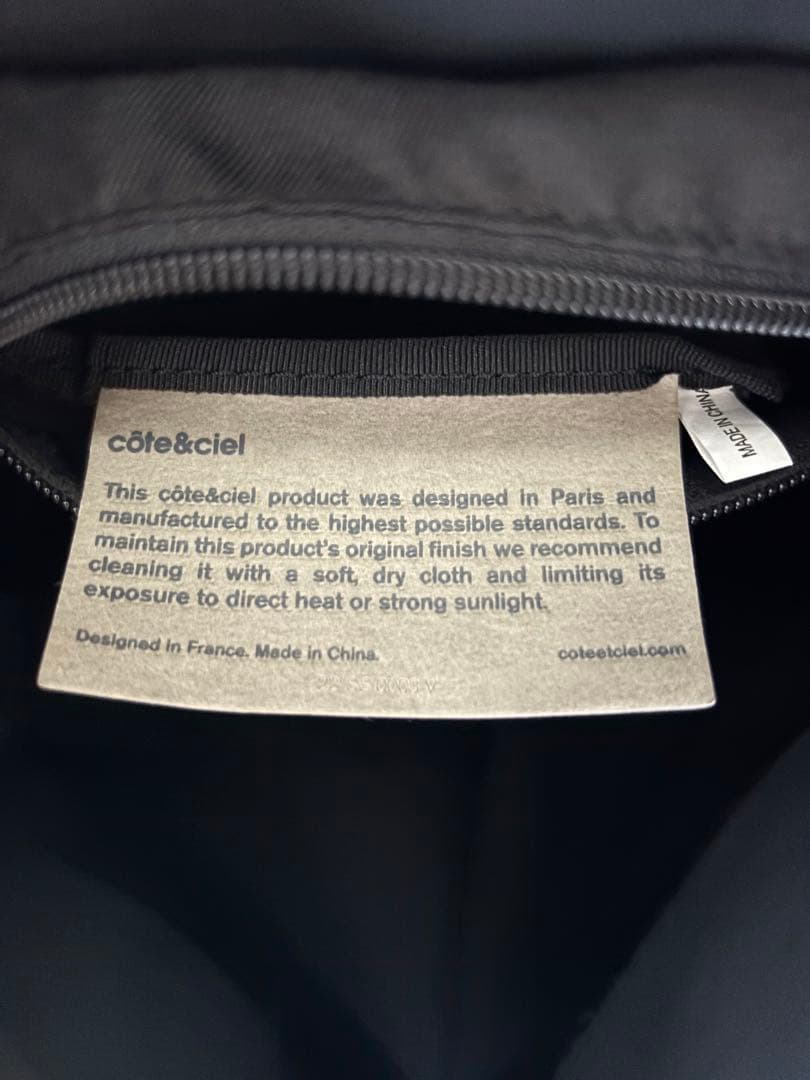 côte&ciel
This côte&ciel product was designed in Paris and
manufactured to the highest possible standards. To
maintain this product's original finish we recommend
cleaning it with a soft, dry cloth and limiting its
exposure to direct heat or strong sunlight.
Designed in France. Made in China.
coteetciel.com
MADE IN CHINA